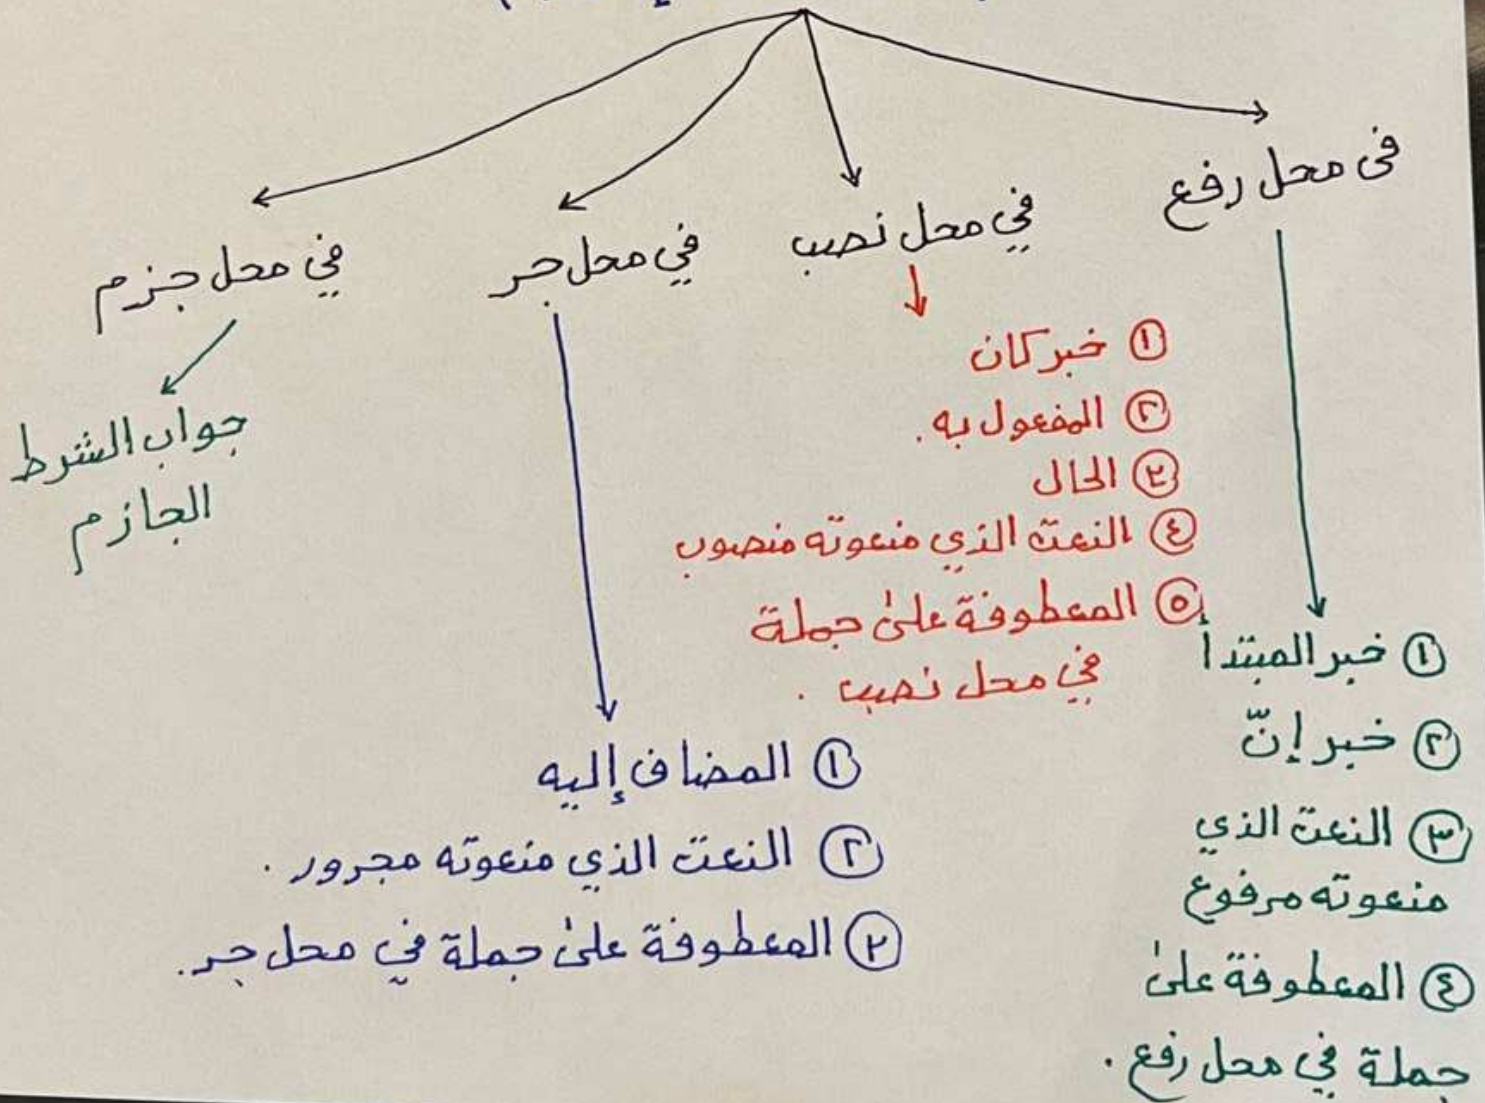 في محل رفع
① خبر المبتدأ
② خبر إنّ
③ النعت الذي
منعوته مرفوع
④ المعطوفة على
جملة في محل رفع.
في محل نصب
① خبر كان
② المفعول به.
③ الحال
④ النعت الذي منعوته منصوب
⑤ المعطوفة على جملة
في محل نصب.
في محل جر
① المضاف إليه
② النعت الذي منعوته مجرور.
③ المعطوفة على جملة في محل جر.
في محل جزم
جواب الشرط
الجازم